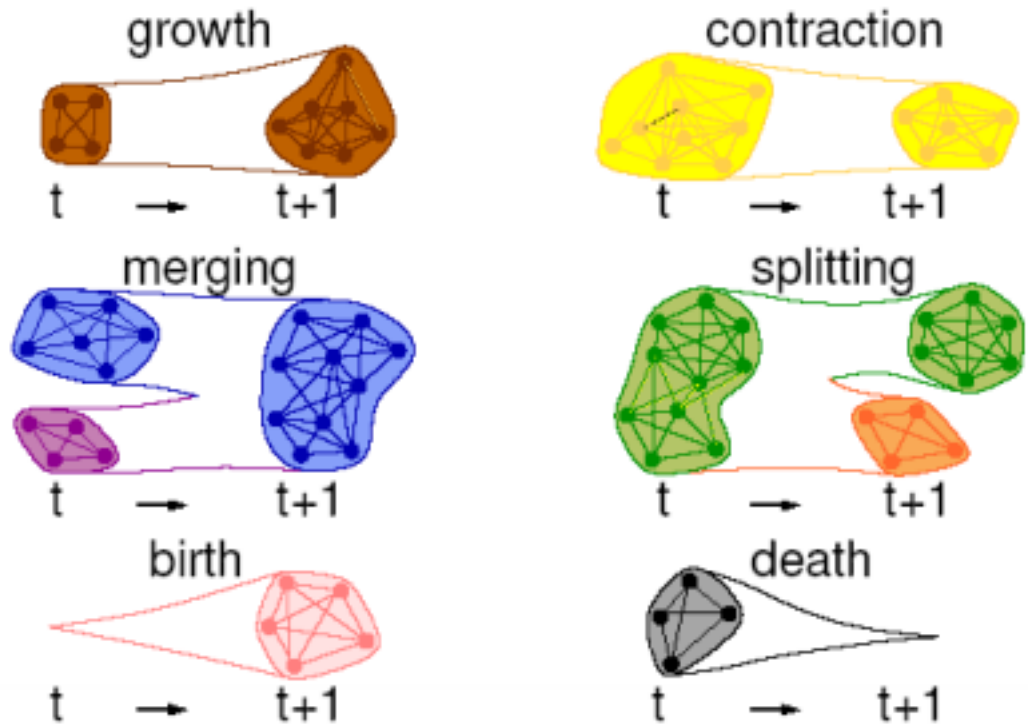 growth
contraction
t → t+1
t → t+1
merging
splitting
t → t+1
t → t+1
birth
death
t → t+1
t → t+1